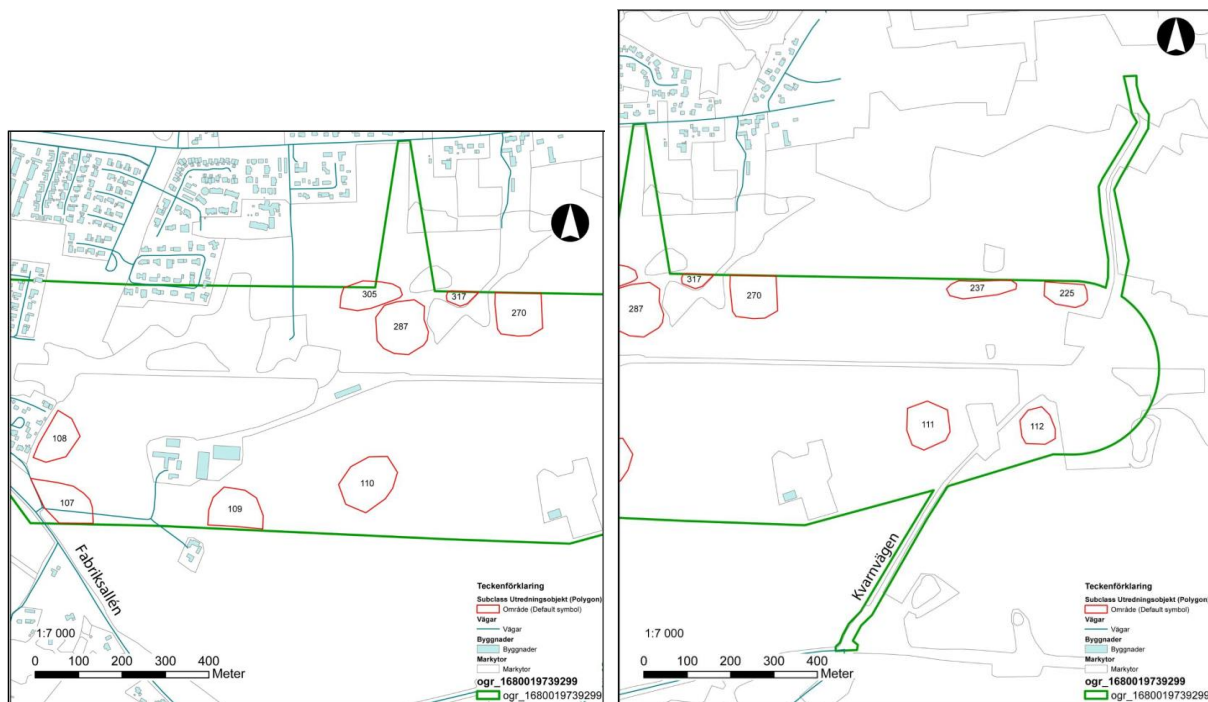 305
317
287
270
108
107
109
110
Fabriksallén
Teckenförklaring
Subclass Utredningsobjekt (Polygon)
Område (Default symbol)
Vägar
Vägar
Byggnader
Byggnader
Markytor
Markytor
ogr_1680019739299
ogr_1680019739299
1:7 000
0 100 200 300 400
Meter
317
270
287
237
225
111
112
Kvarnvägen
Teckenförklaring
Subclass Utredningsobjekt (Polygon)
Område (Default symbol)
Vägar
Vägar
Byggnader
Byggnader
Markytor
Markytor
ogr_1680019739299
ogr_1680019739299
1:7 000
0 100 200 300 400
Meter